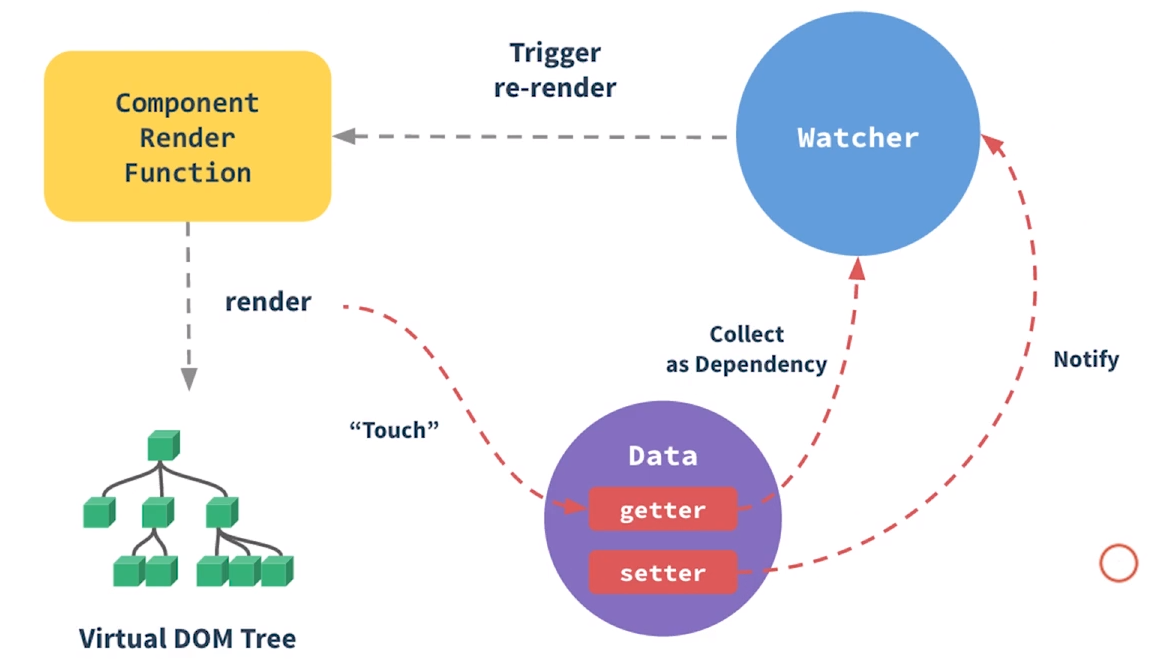 Trigger
re-render
Component
Render
Function
Watcher
render
Collect
as Dependency
Notify
“Touch”
Data
getter
setter
Virtual DOM Tree